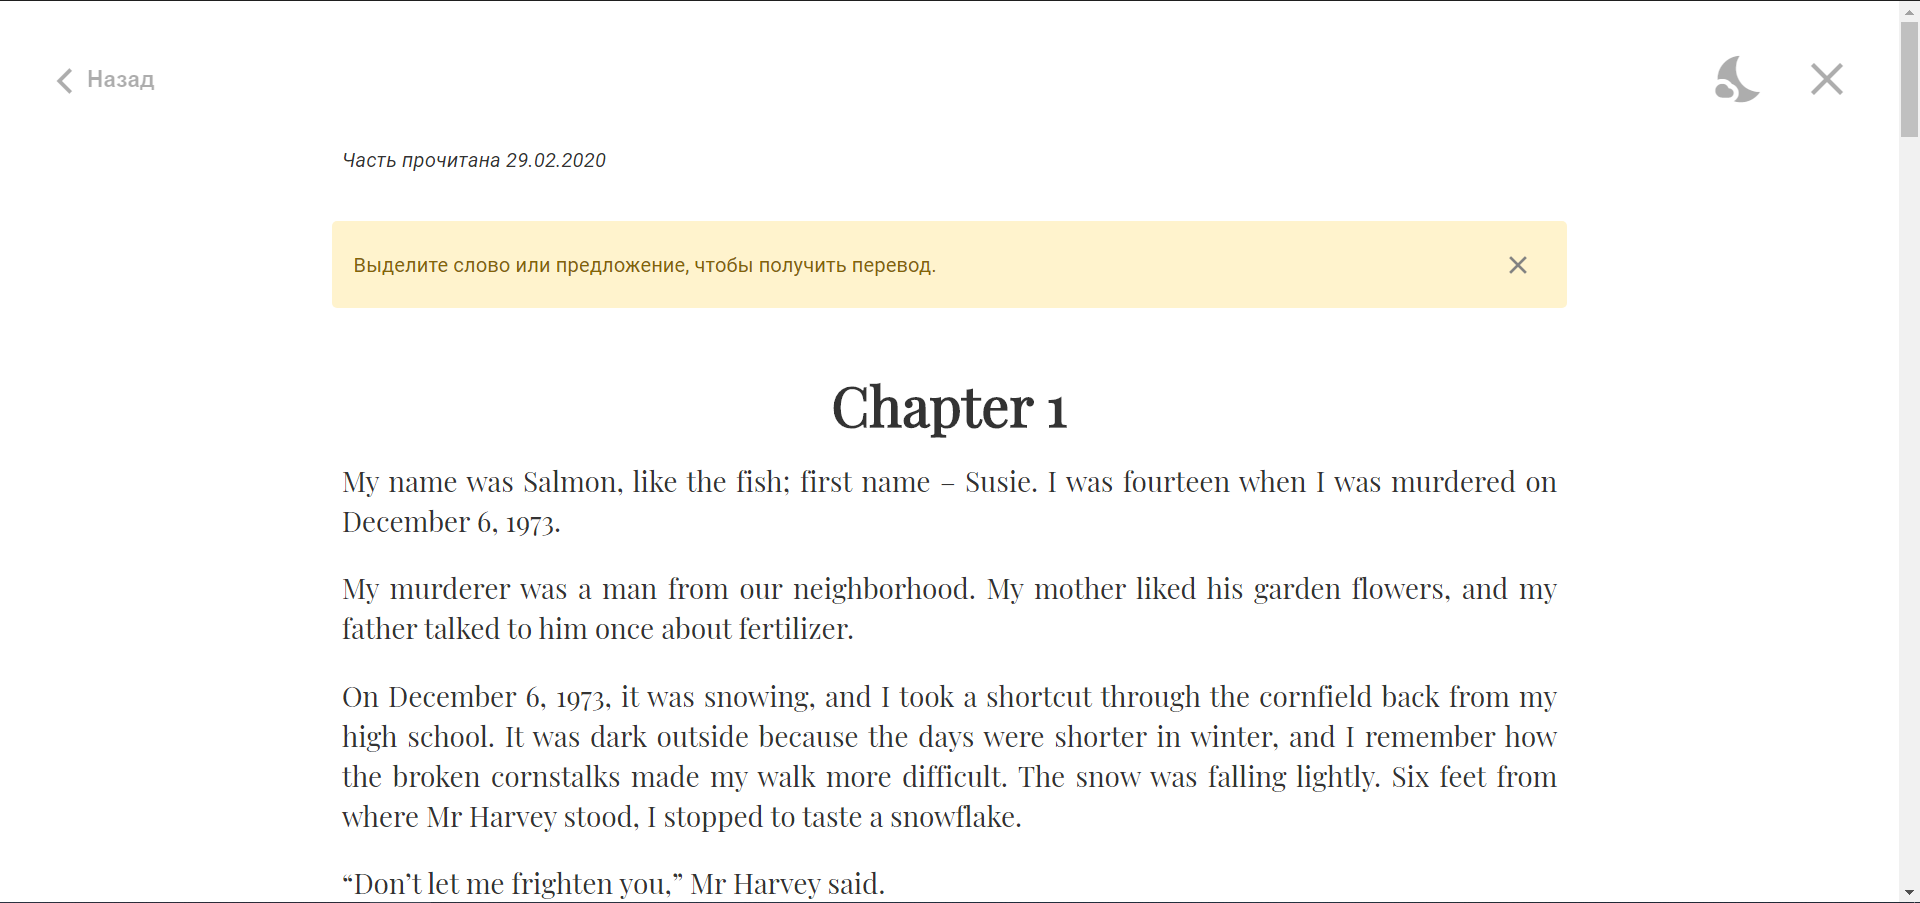 Назад
Часть прочитана 29.02.2020
Выделите слово или предложение, чтобы получить перевод.
Chapter 1
My name was Salmon, like the fish; first name – Susie. I was fourteen when I was murdered on
December 6, 1973.
My murderer was a man from our neighborhood. My mother liked his garden flowers, and my
father talked to him once about fertilizer.
On December 6, 1973, it was snowing, and I took a shortcut through the cornfield back from my
high school. It was dark outside because the days were shorter in winter, and I remember how
the broken cornstalks made my walk more difficult. The snow was falling lightly. Six feet from
where Mr Harvey stood, I stopped to taste a snowflake.
“Don’t let me frighten you,” Mr Harvey said.